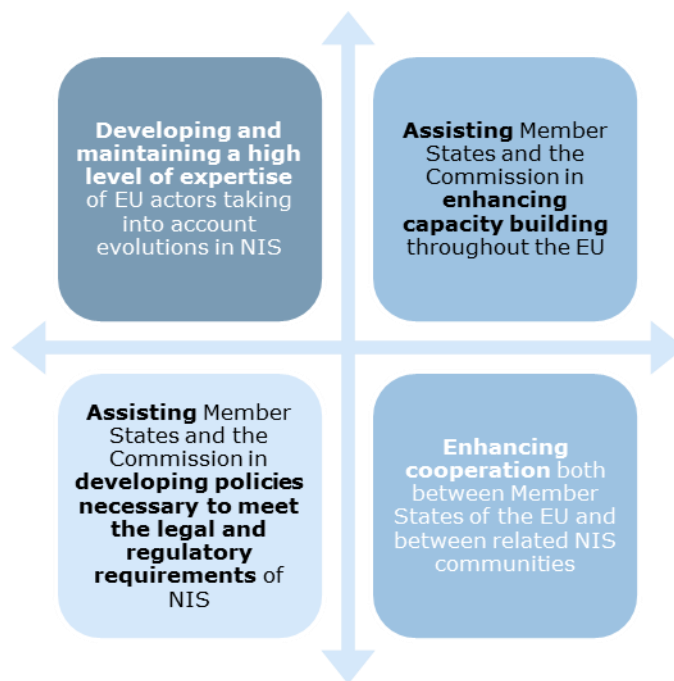 Developing and
maintaining a high
level of expertise
of EU actors taking
into account
evolutions in NIS
Assisting Member
States and the
Commission in
enhancing
capacity building
throughout the EU
Assisting Member
States and the
Commission in
developing policies
necessary to meet
the legal and
regulatory
requirements of
NIS
Enhancing
cooperation both
between Member
States of the EU and
between related NIS
communities